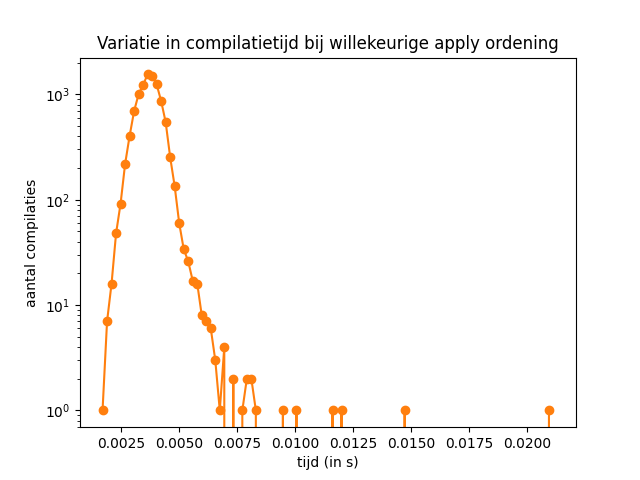 Variatie in compilatietijd bij willekeurige apply ordening
aantal compilaties
10³
10²
10¹
10⁰
0.0025 0.0050 0.0075 0.0100 0.0125 0.0150 0.0175 0.0200
tijd (in s)